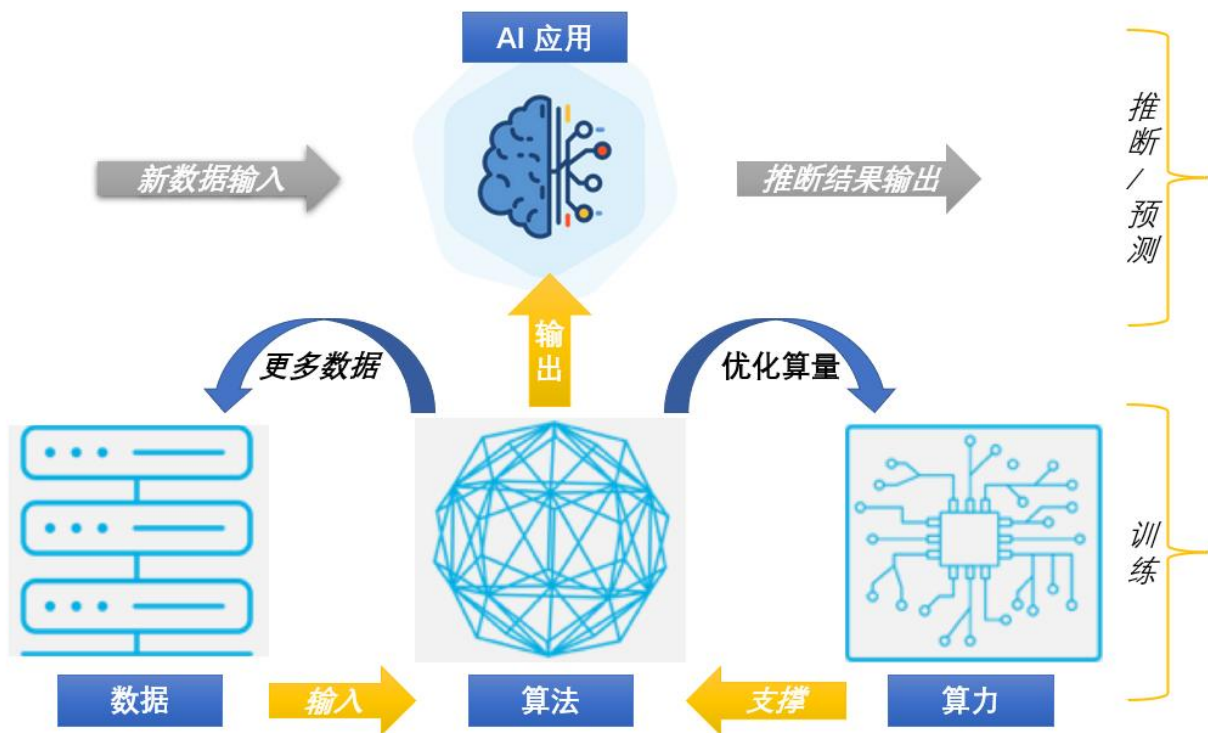 AI 应用
新数据输入
推断结果输出
推断/预测
输出
更多数据
优化算量
训练
数据
输入
算法
支撑
算力